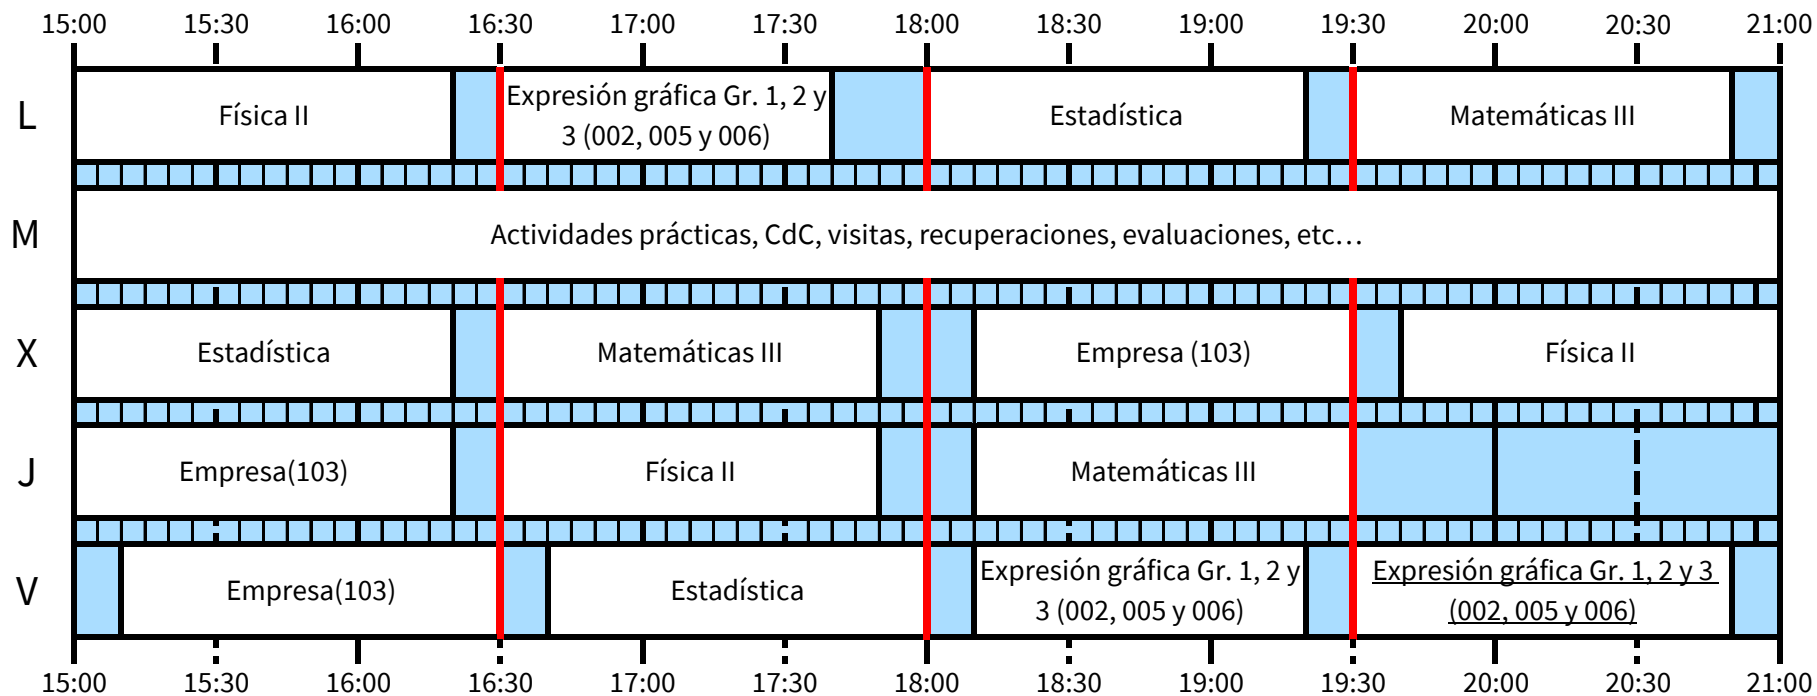 15:00 15:30 16:00 16:30 17:00 17:30 18:00 18:30 19:00 19:30 20:00 20:30 21:00
L
Física II
Expresión gráfica Gr. 1, 2 y
3 (002, 005 y 006)
Estadística
Matemáticas III
M
Actividades prácticas, CdC, visitas, recuperaciones, evaluaciones, etc...
X
Estadística
Matemáticas III
Empresa (103)
Física II
J
Empresa(103)
Física II
Matemáticas III
V
Empresa(103)
Estadística
Expresión gráfica Gr. 1, 2 y
3 (002, 005 y 006)
Expresión gráfica Gr. 1, 2 y 3
(002, 005 y 006)
15:00 15:30 16:00 16:30 17:00 17:30 18:00 18:30 19:00 19:30 20:00 20:30 21:00